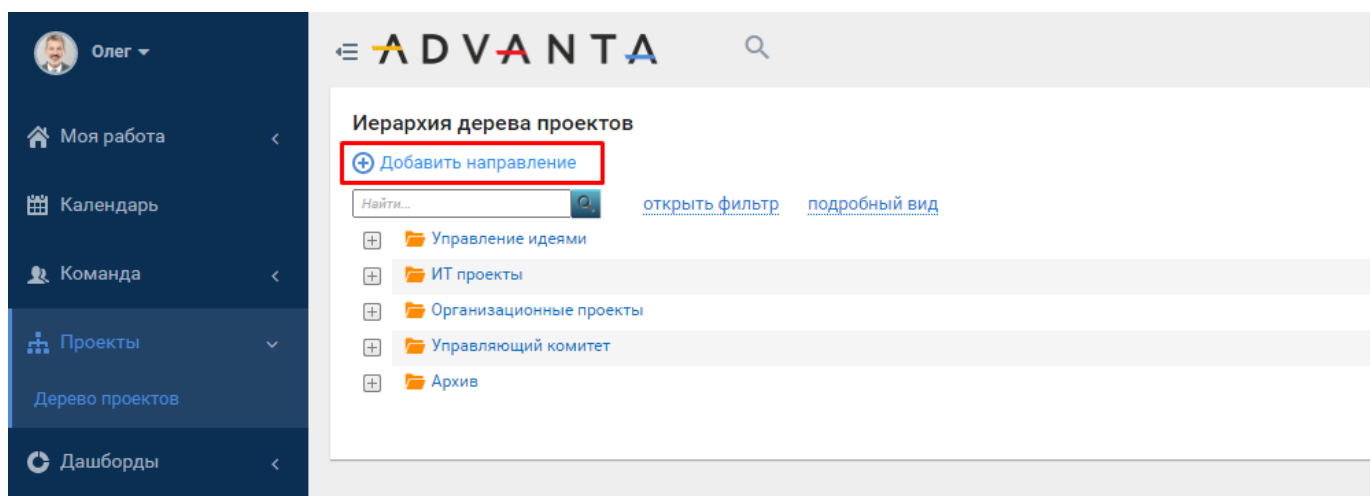 Олег
ADVANTA
Моя работа
Календарь
Команда
Проекты
Дерево проектов
Дашборды
Иерархия дерева проектов
Добавить направление
Найти...
открыть фильтр подробный вид
Управление идеями
ИТ проекты
Организационные проекты
Управляющий комитет
Архив